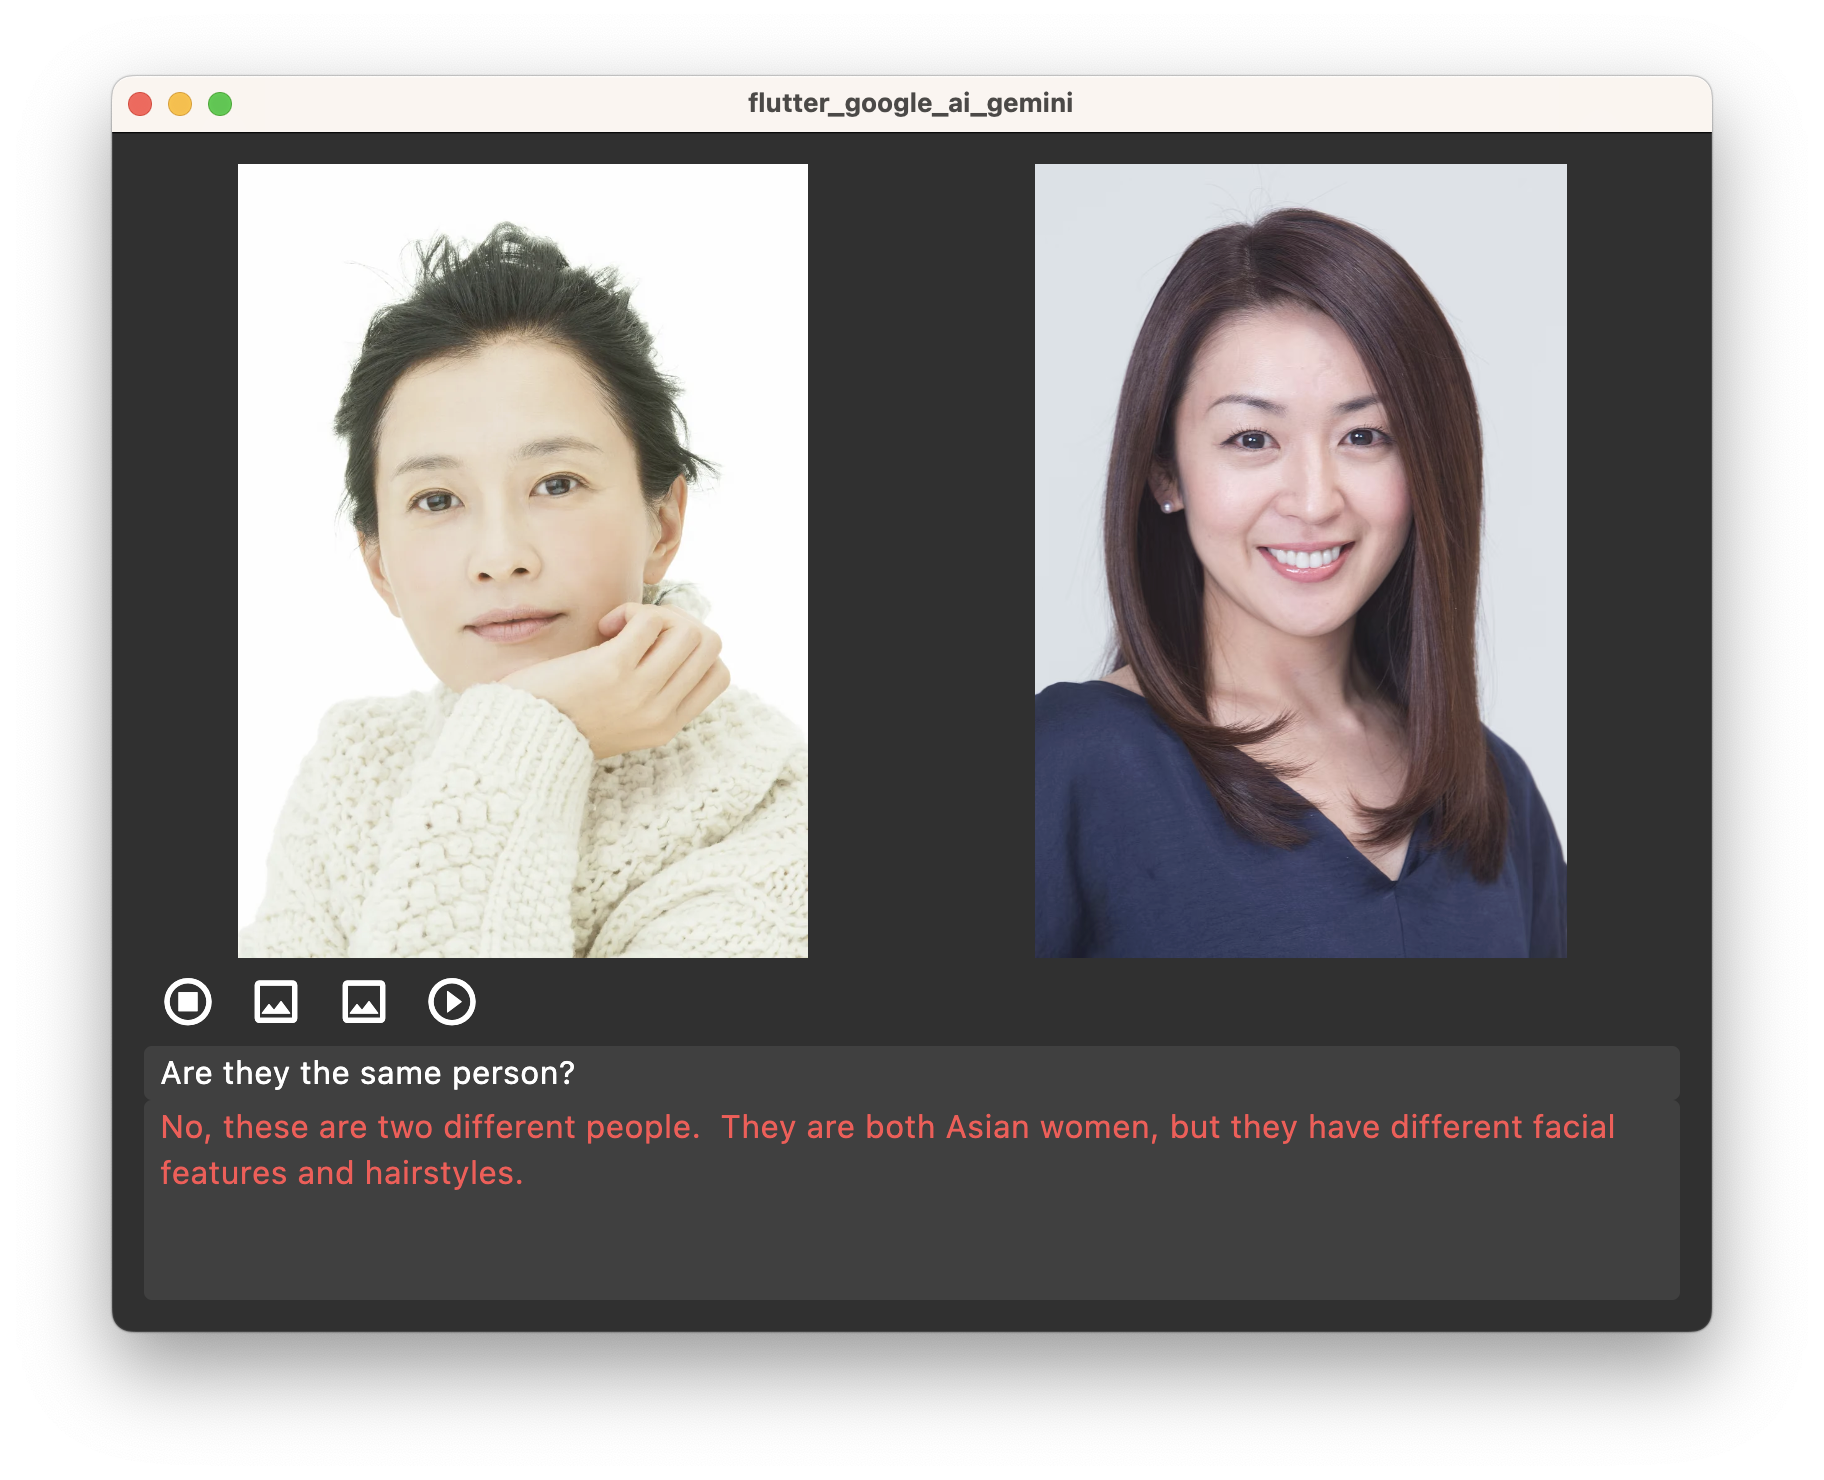 flutter_google_ai_gemini
Are they the same person?
No, these are two different people.  They are both Asian women, but they have different facial
features and hairstyles.